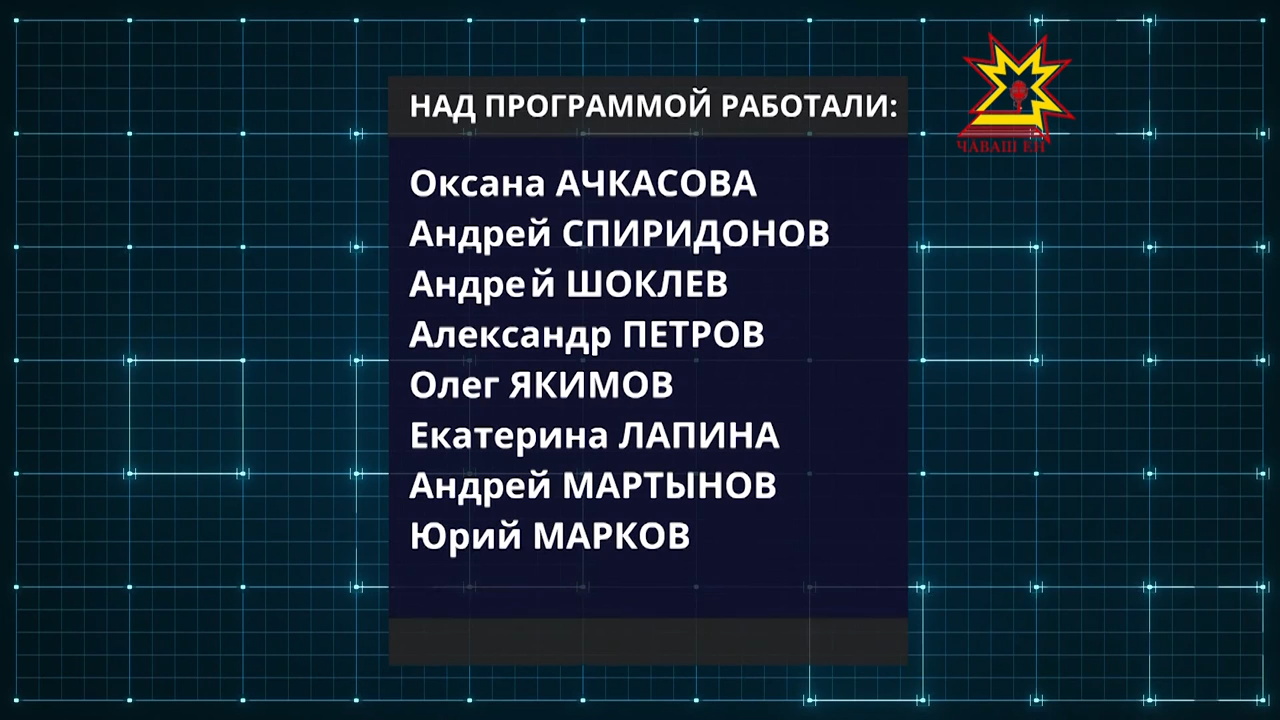 НАД ПРОГРАММОЙ РАБОТАЛИ:
ЧАВАШ ЕН
Оксана АЧКАСОВА
Андрей СПИРИДОНОВ
Андрей ШОКЛЕВ
Александр ПЕТРОВ
Олег ЯКИМОВ
Екатерина ЛАПИНА
Андрей МАРТЫНОВ
Юрий МАРКОВ